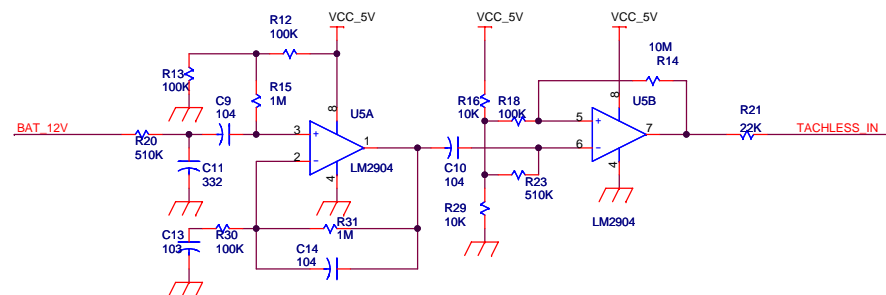 VCC_5V
VCC_5V
VCC_5V
R12
100K
10M
R14
R13
100K
R15
1M
8
U5A
C9
104
R16
10K
R18
100K
8
U5B
R21
22K
BAT_12V
R20
510K
3
+
1
2
-
LM2904
4
C11
332
C10
104
5
+
7
6
-
4
TACHLESS_IN
R23
510K
R29
10K
LM2904
C13
103
R30
100K
R31
1M
C14
104